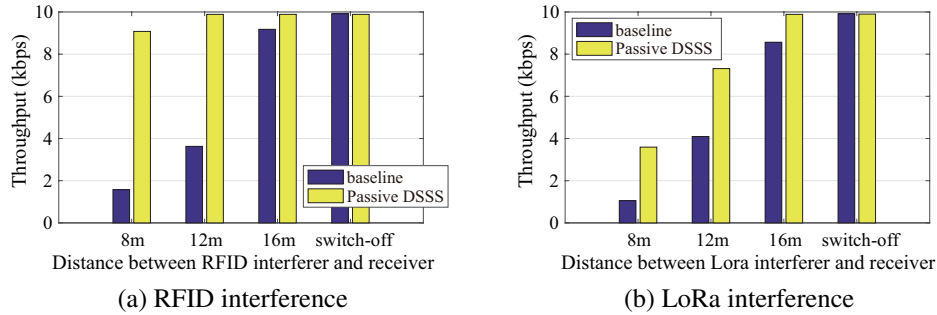 10
8
6
4
2
0
Throughput (kbps)
baseline
Passive DSSS
8m
12m
16m
switch-off
Distance between RFID interferer and receiver
(a) RFID interference
10
8
6
4
2
0
Throughput (kbps)
baseline
Passive DSSS
8m
12m
16m
switch-off
Distance between Lora interferer and receiver
(b) LoRa interference